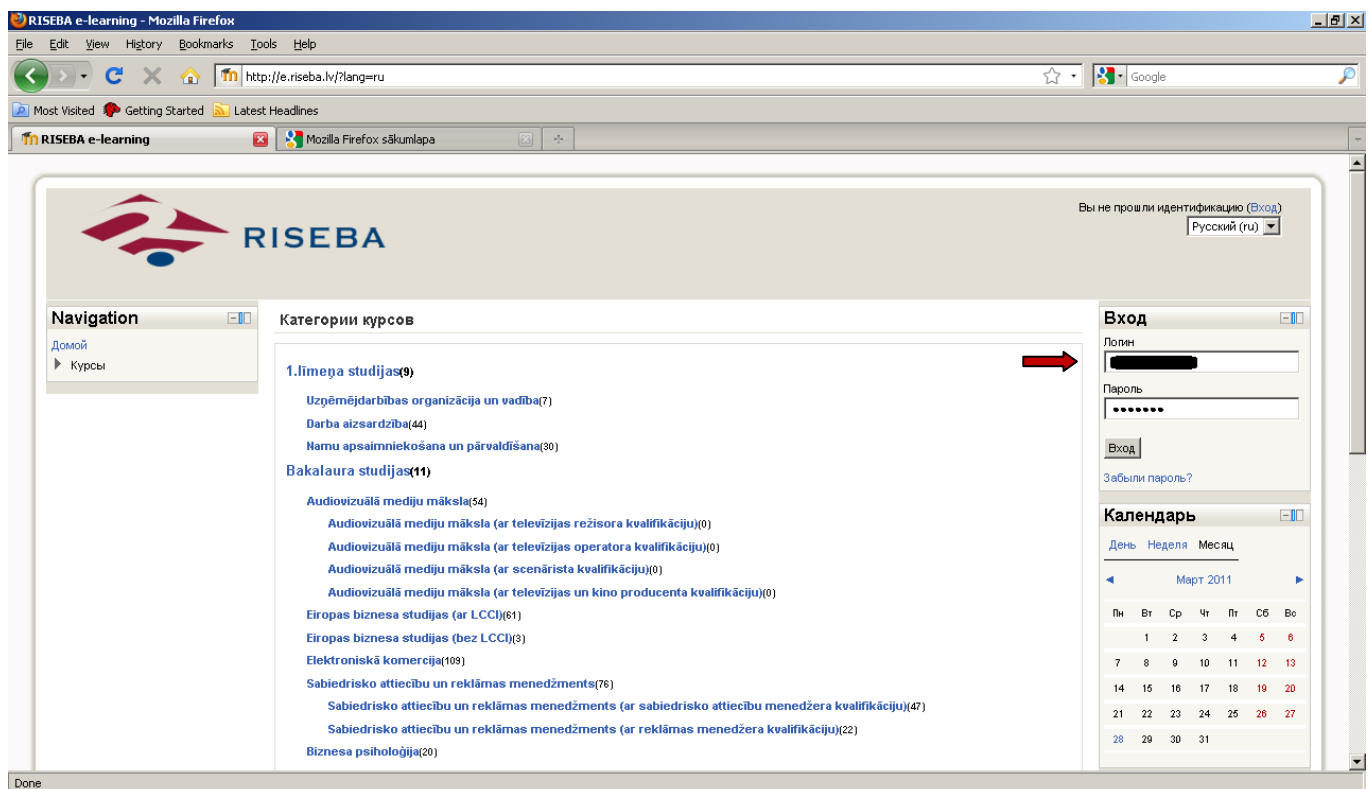 RISEBA e-learning - Mozilla Firefox
File Edit View History Bookmarks Tools Help
http://e.riseba.lv/?lang=ru
Google
Most Visited Getting Started Latest Headlines
RISEBA e-learning
Mozilla Firefox sākumlapa
RISEBA
Вы не прошли идентификацию (Вход)
Русский (ru)
Navigation
Домой
Курсы
Категории курсов
1.līmeņa studijas(9)
Uzņēmējdarbības organizācija un vadība(7)
Darba aizsardzība(44)
Namu apsaimniekošana un pārvaldīšana(30)
Bakalaura studijas(11)
Audiovizuālā mediju māksla(54)
Audiovizuālā mediju māksla (ar televīzijas režisora kvalifikāciju)(0)
Audiovizuālā mediju māksla (ar televīzijas operatora kvalifikāciju)(0)
Audiovizuālā mediju māksla (ar scenārista kvalifikāciju)(0)
Audiovizuālā mediju māksla (ar televīzijas un kino producenta kvalifikāciju)(0)
Eiropas biznesa studijas (ar LCCI)(61)
Eiropas biznesa studijas (bez LCCI)(3)
Elektroniskā komercija(109)
Sabiedrisko attiecību un reklāmas menedžments(76)
Sabiedrisko attiecību un reklāmas menedžments (ar sabiedrisko attiecību menedžera kvalifikāciju)(47)
Sabiedrisko attiecību un reklāmas menedžments (ar reklāmas menedžera kvalifikāciju)(22)
Biznesa psiholoģija(20)
Вход
Логин
Пароль
Вход
Забыли пароль?
Календарь
День Неделя Месяц
Март 2011
Пн Вт Ср Чт Пт Сб Вс
1 2 3 4 5 6
7 8 9 10 11 12 13
14 15 16 17 18 19 20
21 22 23 24 25 26 27
28 29 30 31
Done